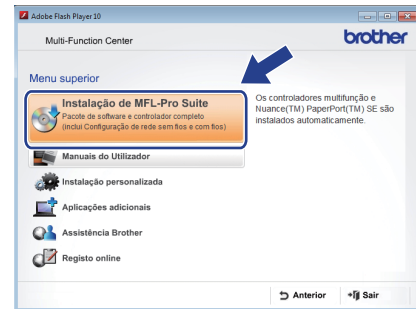 Adobe Flash Player 10
Multi-Function Center
brother
Menu superior
Instalação de MFL-Pro Suite
Pacote de software e controlador completo
(inclui Configuração de rede sem fios e com fios)
Os controladores multifunção e
Nuance(TM) PaperPort(TM) SE são
instalados automaticamente.
Manuais do Utilizador
Instalação personalizada
Aplicações adicionais
Assistência Brother
Registo online
Anterior
Sair